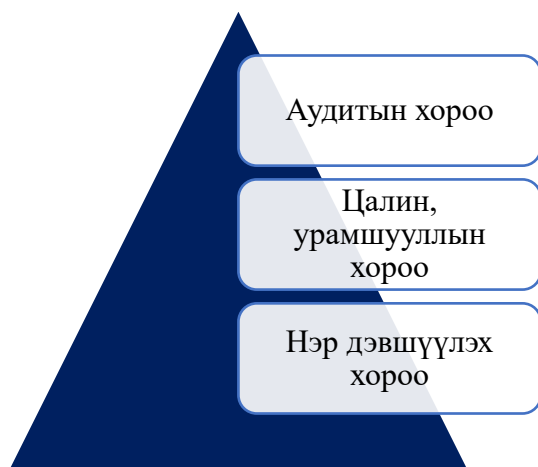 Аудитын хороо
Цалин,
урамшууллын
хороо
Нэр дэвшүүлэх
хороо